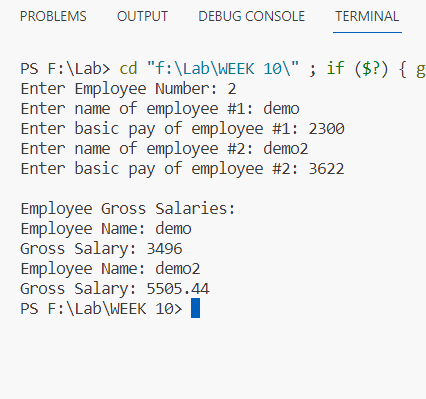 PROBLEMS OUTPUT DEBUG CONSOLE TERMINAL
PS F:\Lab> cd "f:\Lab\WEEK 10\" ; if ($?) { g
Enter Employee Number: 2
Enter name of employee #1: demo
Enter basic pay of employee #1: 2300
Enter name of employee #2: demo2
Enter basic pay of employee #2: 3622
Employee Gross Salaries:
Employee Name: demo
Gross Salary: 3496
Employee Name: demo2
Gross Salary: 5505.44
PS F:\Lab\WEEK 10>